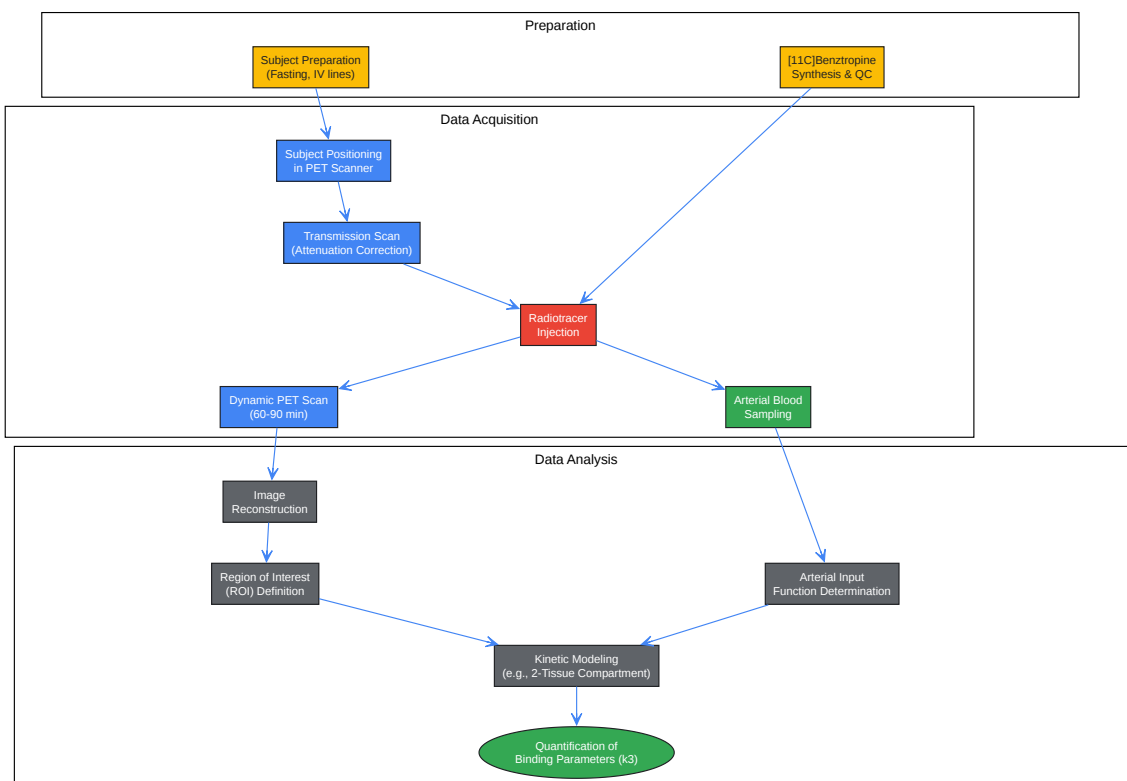 Preparation
Subject Preparation
(Fasting, IV lines)
[11C]Benztropine
Synthesis & QC
Data Acquisition
Subject Positioning
in PET Scanner
Transmission Scan
(Attenuation Correction)
Radiotracer
Injection
Dynamic PET Scan
(60-90 min)
Arterial Blood
Sampling
Data Analysis
Image
Reconstruction
Region of Interest
(ROI) Definition
Arterial Input
Function Determination
Kinetic Modeling
(e.g., 2-Tissue Compartment)
Quantification of
Binding Parameters (k3)